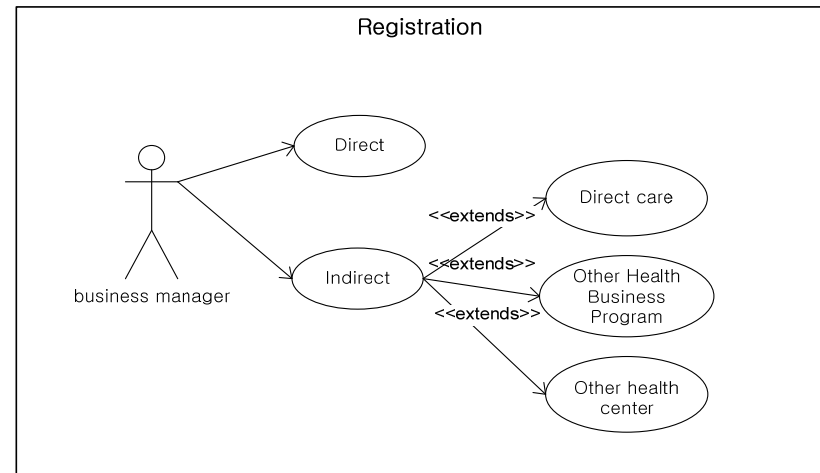 Registration
Direct
Direct care
<<extends>>
<<extends>>
Indirect
Other Health
Business
Program
business manager
<<extends>>
Other health
center